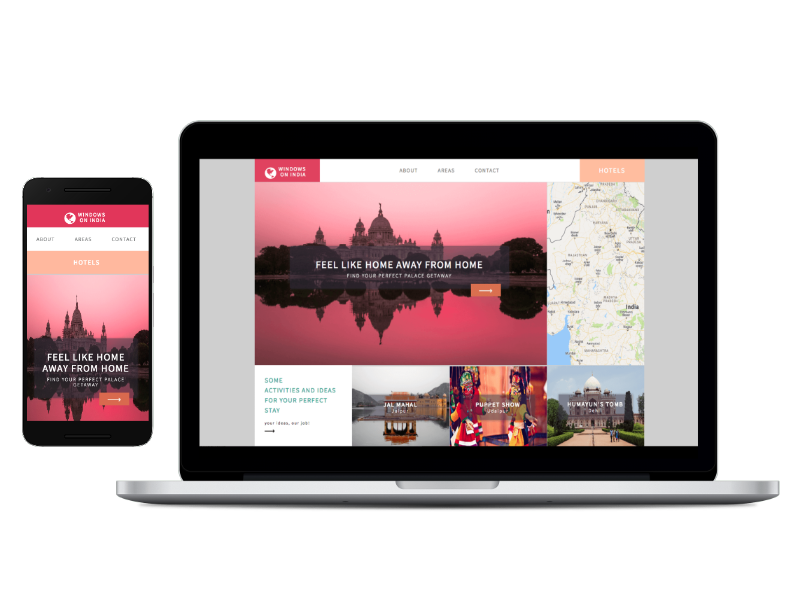 WINDOWS
ON INDIA
ABOUT
AREAS
CONTACT
HOTELS
FEEL LIKE HOME
AWAY FROM HOME
FIND YOUR PERFECT PALACE
GETAWAY
WINDOWS
ON INDIA
ABOUT
AREAS
CONTACT
HOTELS
FEEL LIKE HOME AWAY FROM HOME
FIND YOUR PERFECT PALACE GETAWAY
India
SOME
ACTIVITIES AND IDEAS
FOR YOUR PERFECT
STAY
your ideas, our job!
JAL MAHAL
Jaipur
PUPPET SHOW
Udaipur
HUMAYUN'S TOMB
Delhi